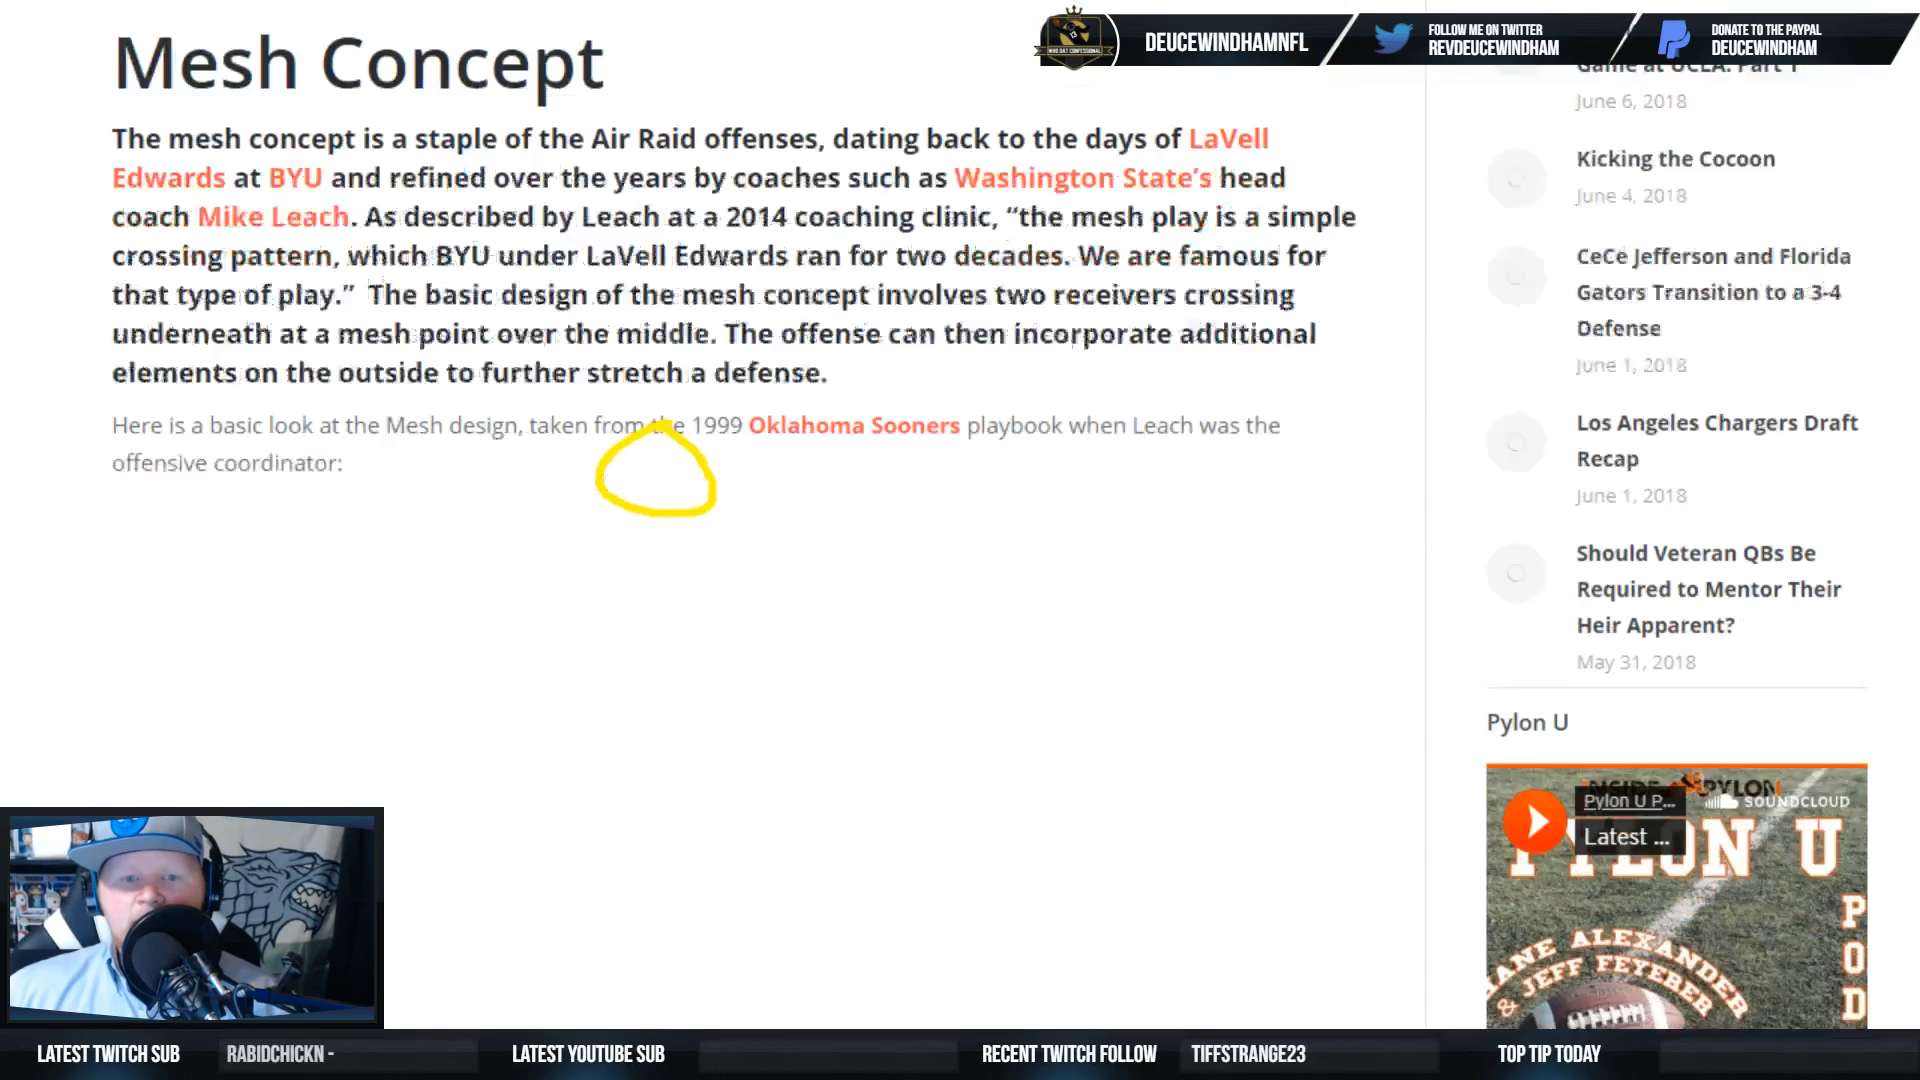 Mesh Concept
The mesh concept is a staple of the Air Raid offenses, dating back to the days of LaVell
Edwards at BYU and refined over the years by coaches such as Washington State’s head
coach Mike Leach. As described by Leach at a 2014 coaching clinic, “the mesh play is a simple
crossing pattern, which BYU under LaVell Edwards ran for two decades. We are famous for
that type of play.” The basic design of the mesh concept involves two receivers crossing
underneath at a mesh point over the middle. The offense can then incorporate additional
elements on the outside to further stretch a defense.
Here is a basic look at the Mesh design, taken from the 1999 Oklahoma Sooners playbook when Leach was the
offensive coordinator:
WHO DAT CONFESSIONAL
DEUCEWINDHAMNFL
FOLLOW ME ON TWITTER
REVDEUCEWINDHAM
DONATE TO THE PAYPAL
DEUCEWINDHAM
Game at UCLA: Part 1
June 6, 2018
Kicking the Cocoon
June 4, 2018
CeCe Jefferson and Florida
Gators Transition to a 3-4
Defense
June 1, 2018
Los Angeles Chargers Draft
Recap
June 1, 2018
Should Veteran QBs Be
Required to Mentor Their
Heir Apparent?
May 31, 2018
Pylon U
INSIDE PYLON
Pylon U P...
SOUNDCLOUD
Latest ...
PYLON U
POD
SHANE ALEXANDER
& JEFF FEYERER
LATEST TWITCH SUB
RABIDCHICKN -
LATEST YOUTUBE SUB
RECENT TWITCH FOLLOW
TIFFSTRANGE23
TOP TIP TODAY